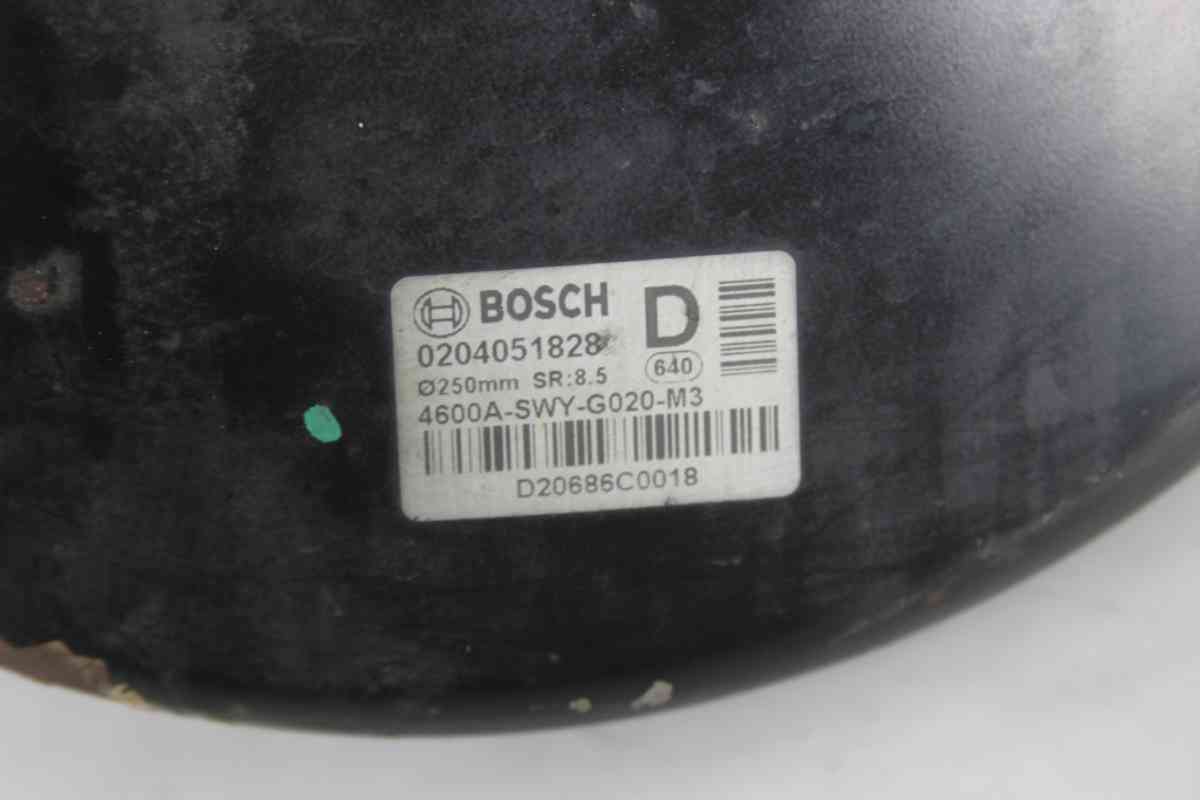 BOSCH
D
0204051828
640
Ø250mm SR:8.5
4600A-SWY-G020-M3
D20686C0018